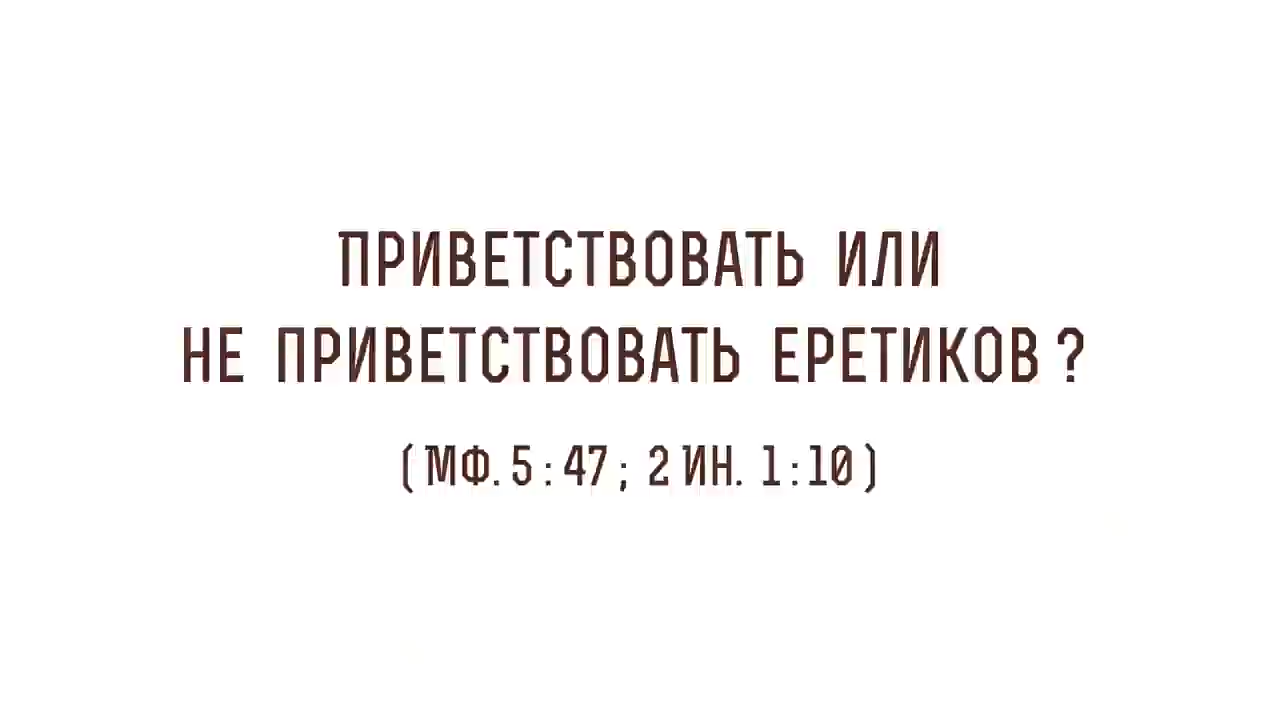 ПРИВЕТСТВОВАТЬ ИЛИ
НЕ ПРИВЕТСТВОВАТЬ ЕРЕТИКОВ?
(МФ. 5:47; 2 ИН. 1:10)